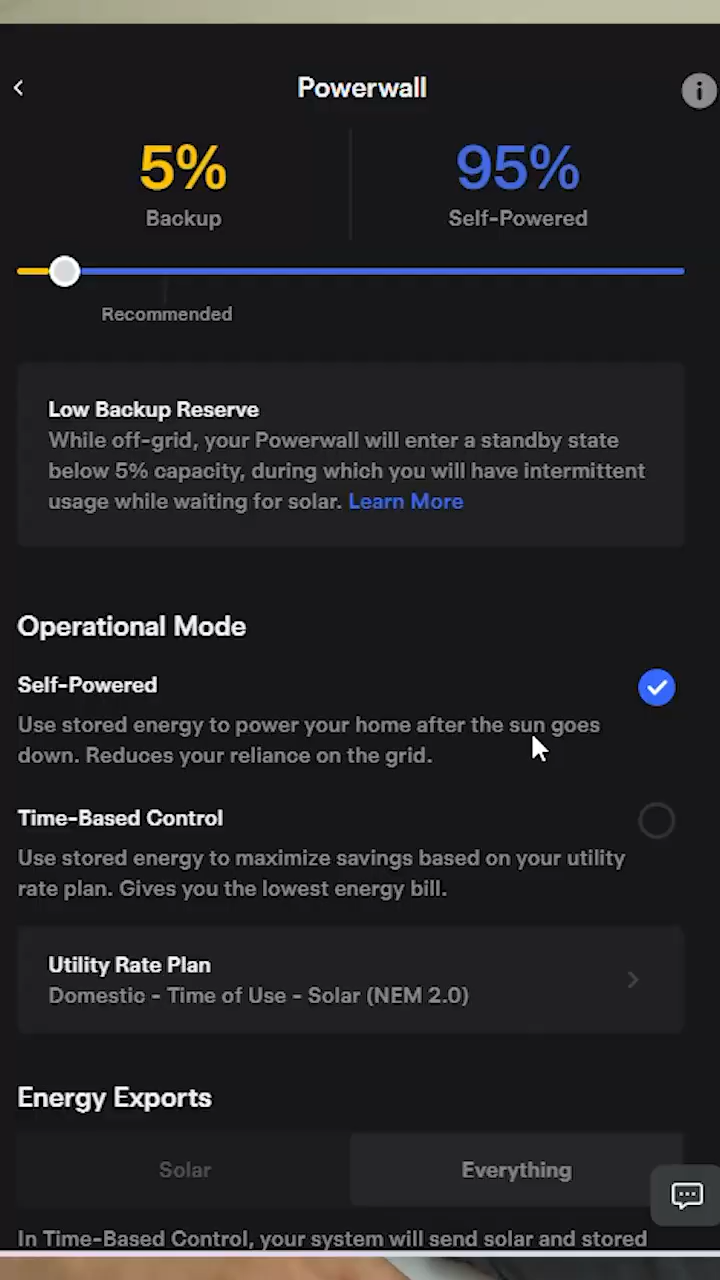 Powerwall
5%
95%
Backup
Self-Powered
Recommended
Low Backup Reserve
While off-grid, your Powerwall will enter a standby state
below 5% capacity, during which you will have intermittent
usage while waiting for solar. Learn More
Operational Mode
Self-Powered
Use stored energy to power your home after the sun goes
down. Reduces your reliance on the grid.
Time-Based Control
Use stored energy to maximize savings based on your utility
rate plan. Gives you the lowest energy bill.
Utility Rate Plan
Domestic - Time of Use - Solar (NEM 2.0)
Energy Exports
Solar
Everything
In Time-Based Control, your system will send solar and stored